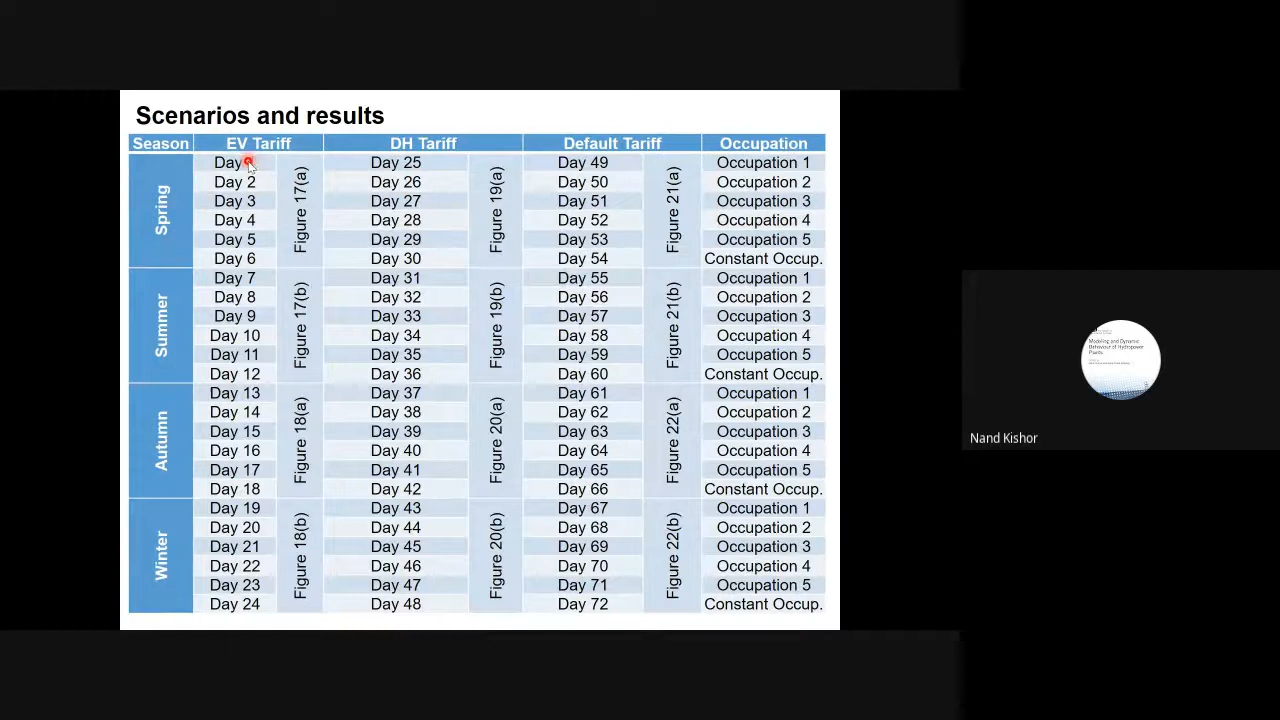 Scenarios and results
Season EV Tariff DH Tariff Default Tariff Occupation
Spring
Figure 17(a) Figure 19(a) Figure 21(a)
Day Day 25 Day 49 Occupation 1
Day 2 Day 26 Day 50 Occupation 2
Day 3 Day 27 Day 51 Occupation 3
Day 4 Day 28 Day 52 Occupation 4
Day 5 Day 29 Day 53 Occupation 5
Day 6 Day 30 Day 54 Constant Occup.
Summer
Figure 17(b) Figure 19(b) Figure 21(b)
Day 7 Day 31 Day 55 Occupation 1
Day 8 Day 32 Day 56 Occupation 2
Day 9 Day 33 Day 57 Occupation 3
Day 10 Day 34 Day 58 Occupation 4
Day 11 Day 35 Day 59 Occupation 5
Day 12 Day 36 Day 60 Constant Occup.
Autumn
Figure 18(a) Figure 20(a) Figure 22(a)
Day 13 Day 37 Day 61 Occupation 1
Day 14 Day 38 Day 62 Occupation 2
Day 15 Day 39 Day 63 Occupation 3
Day 16 Day 40 Day 64 Occupation 4
Day 17 Day 41 Day 65 Occupation 5
Day 18 Day 42 Day 66 Constant Occup.
Winter
Figure 18(b) Figure 20(b) Figure 22(b)
Day 19 Day 43 Day 67 Occupation 1
Day 20 Day 44 Day 68 Occupation 2
Day 21 Day 45 Day 69 Occupation 3
Day 22 Day 46 Day 70 Occupation 4
Day 23 Day 47 Day 71 Occupation 5
Day 24 Day 48 Day 72 Constant Occup.
Modeling and Dynamic
Behaviour of Hydropower
Plants
Nand Kishor